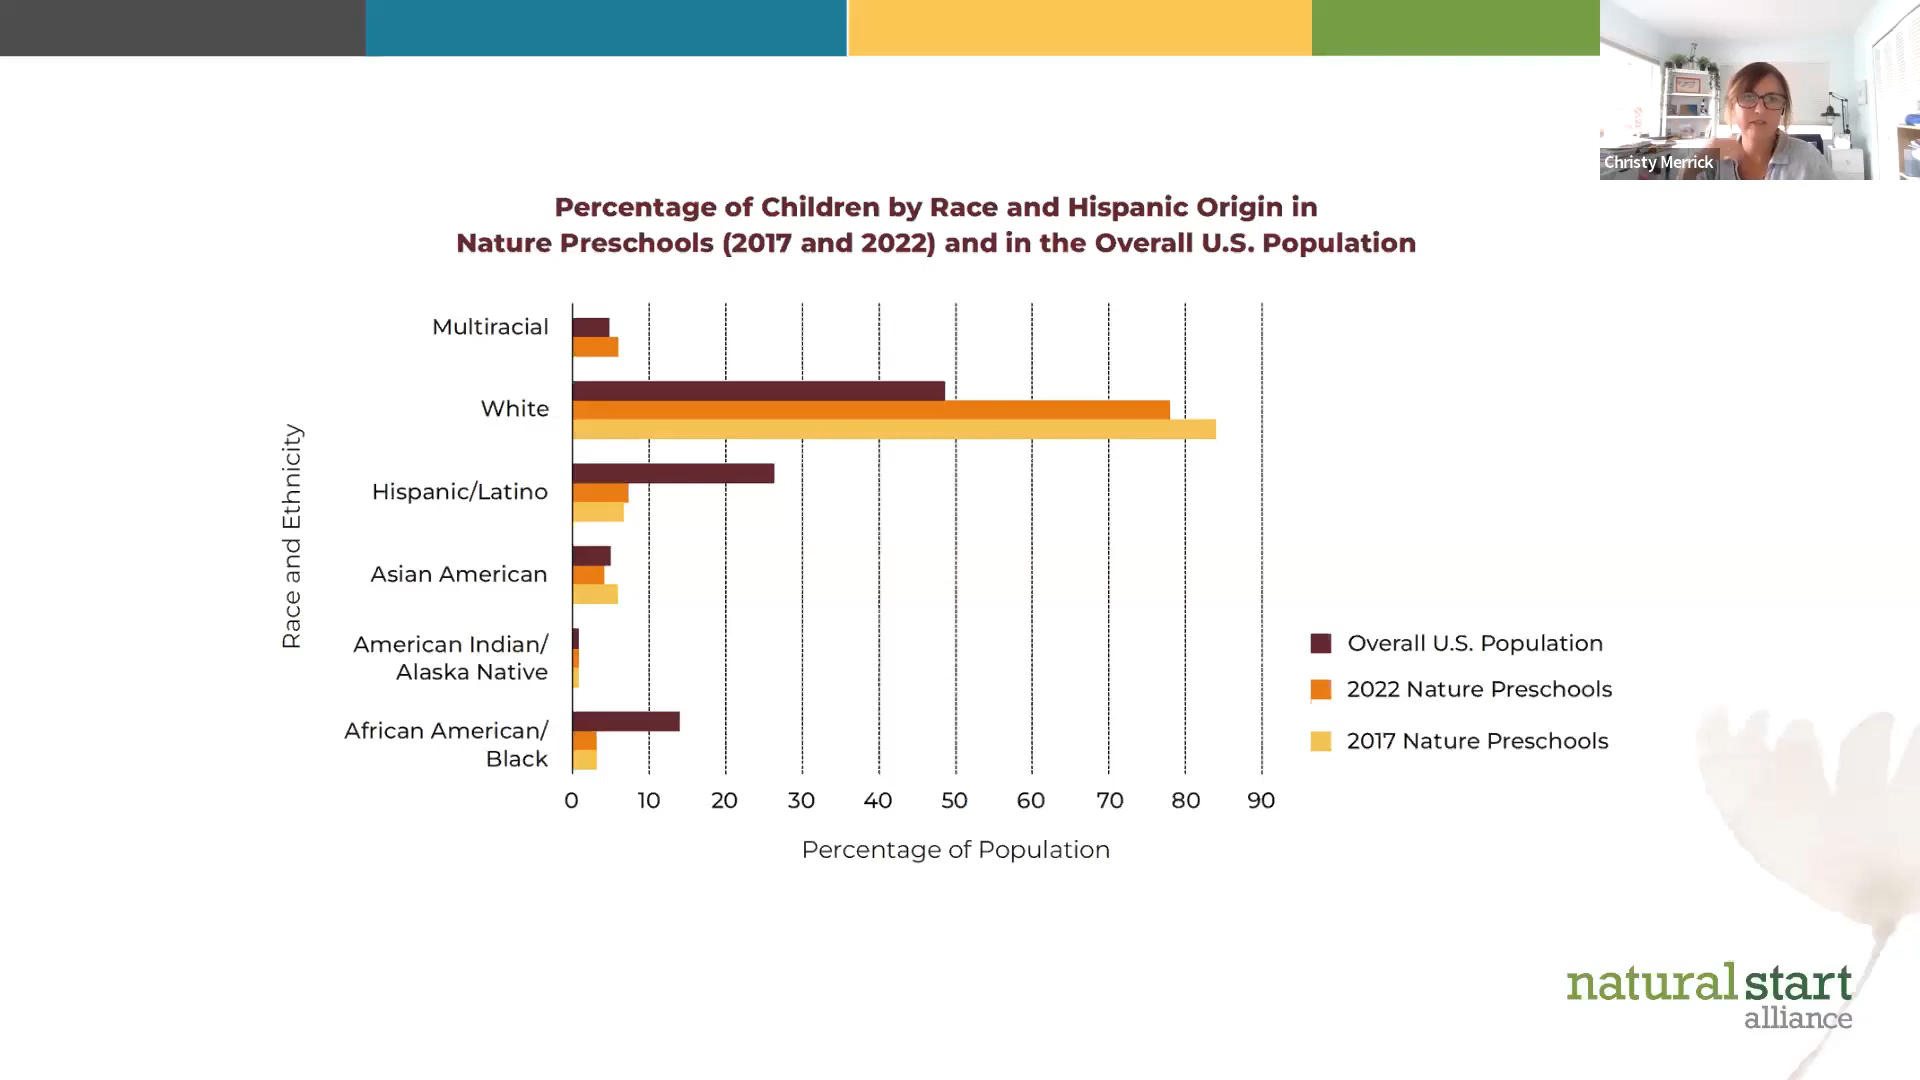 Christy Merrick
Percentage of Children by Race and Hispanic Origin in
Nature Preschools (2017 and 2022) and in the Overall U.S. Population
Race and Ethnicity
Multiracial
White
Hispanic/Latino
Asian American
American Indian/
Alaska Native
African American/
Black
0 10 20 30 40 50 60 70 80 90
Percentage of Population
Overall U.S. Population
2022 Nature Preschools
2017 Nature Preschools
naturalstart
alliance